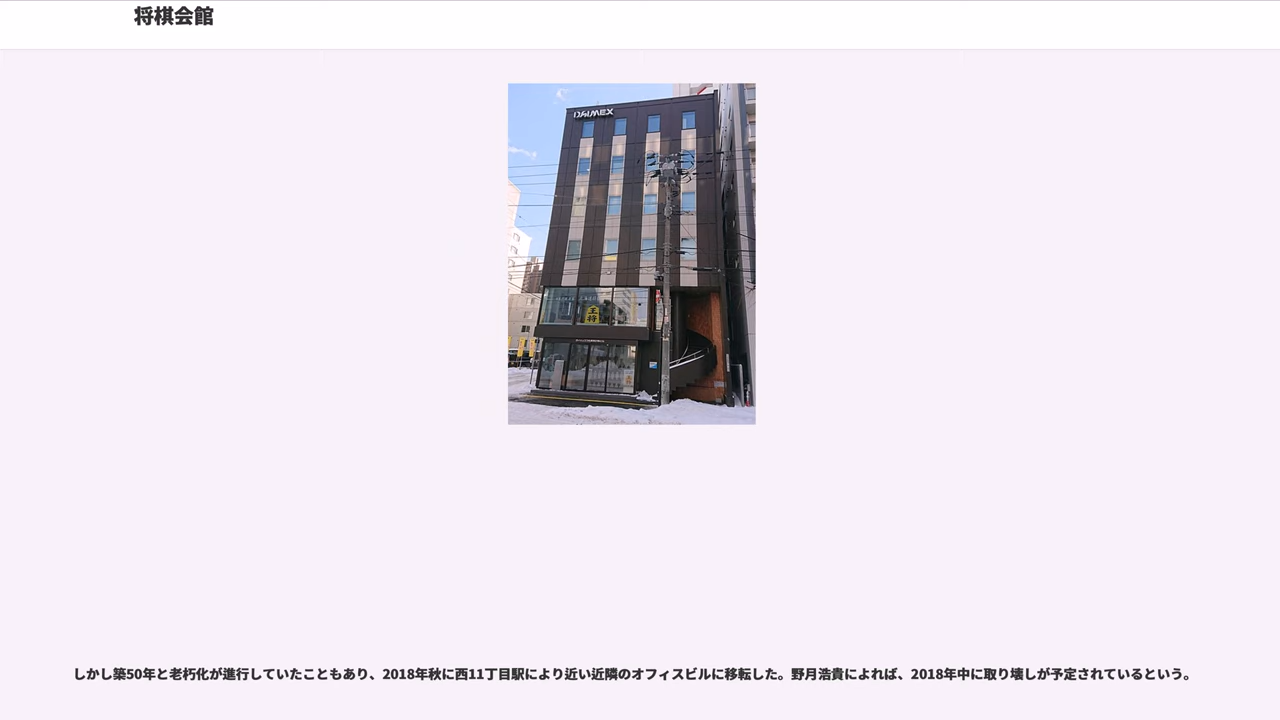 将棋会館
DAIMEX
王将
しかし築50年と老朽化が進行していたこともあり、2018年秋に西11丁目駅により近い近隣のオフィスビルに移転した。野月浩貴によれば、2018年中に取り壊しが予定されているという。